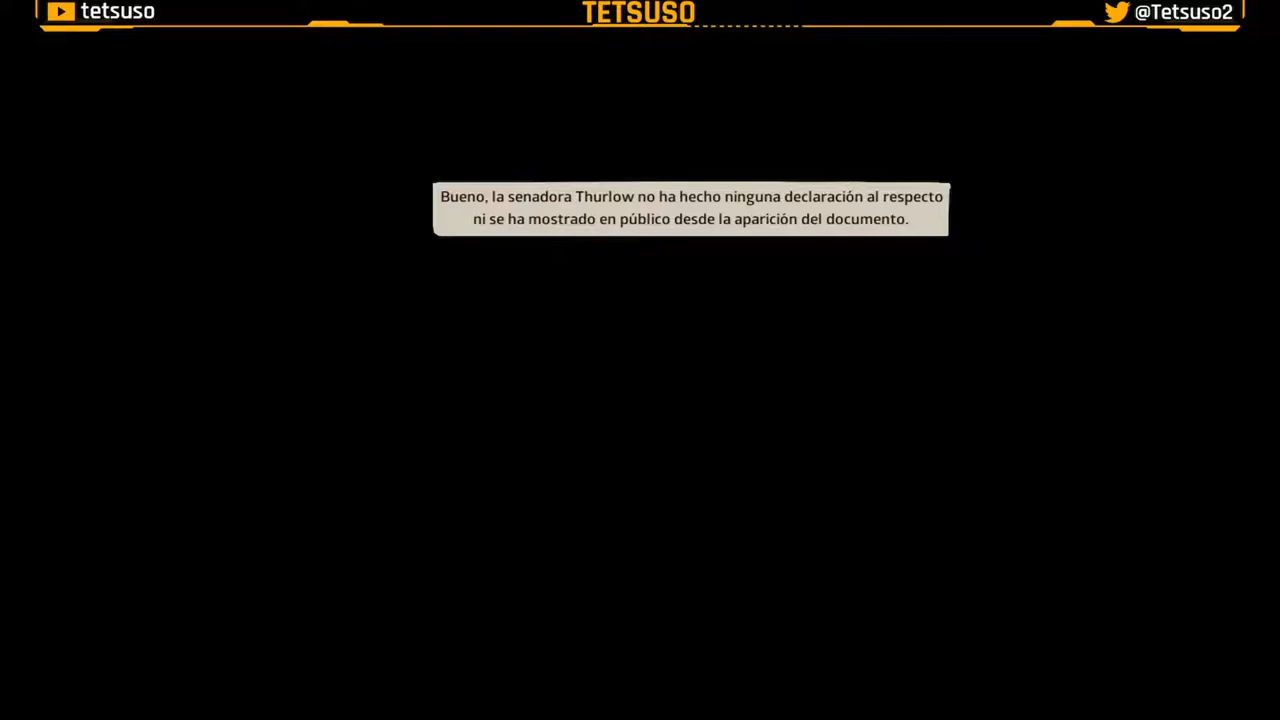 tetsuso
TETSUSO
@Tetsuso2
Bueno, la senadora Thurlow no ha hecho ninguna declaración al respecto
ni se ha mostrado en público desde la aparición del documento.